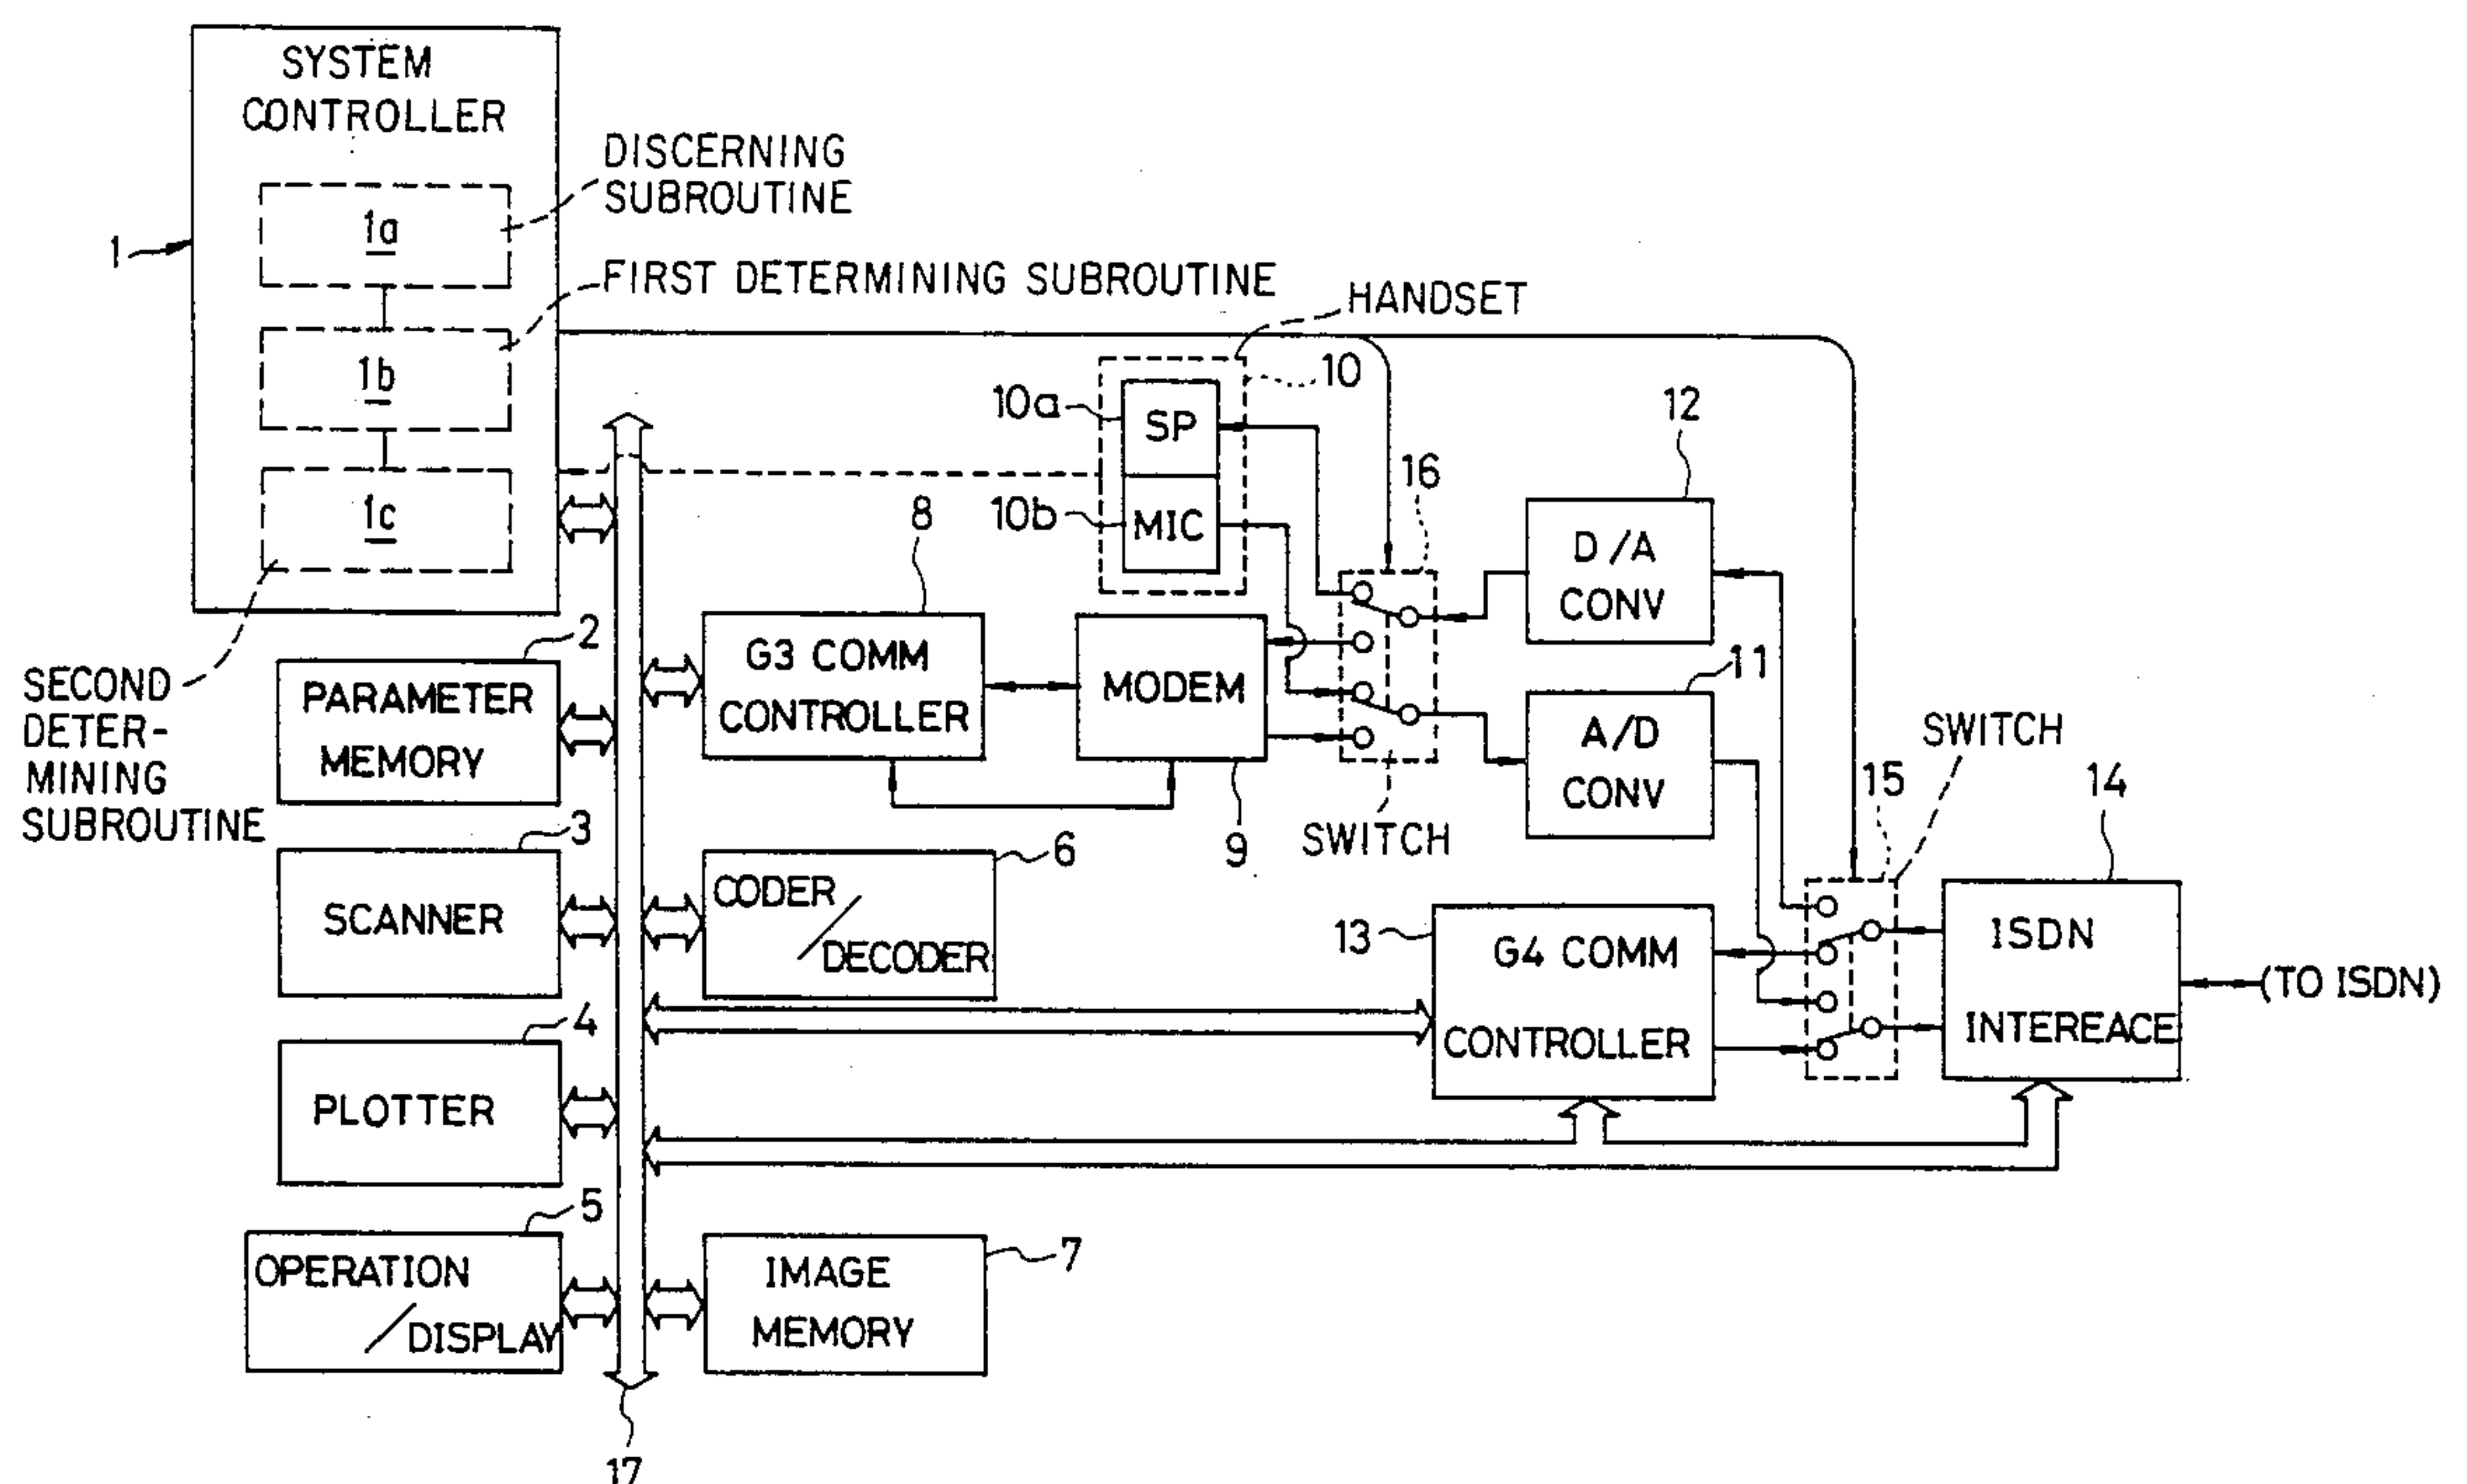 SYSTEM
CONTROLLER
DISCERNING
SUBROUTINE
1a
1
FIRST DETERMINING SUBROUTINE
HANDSET
1b
10
10a
SP
12
16
1c
10b
MIC
8
D/A
CONV
2
G3 COMM
CONTROLLER
MODEM
11
SECOND
DETER-
MINING
SUBROUTINE
PARAMETER
MEMORY
A/D
CONV
SWITCH
15
14
3
SWITCH
9
6
SCANNER
CODER
/DECODER
13
G4 COMM
CONTROLLER
ISDN
INTEREACE
(TO ISDN)
4
PLOTTER
5
OPERATION
/DISPLAY
IMAGE
MEMORY
7
17